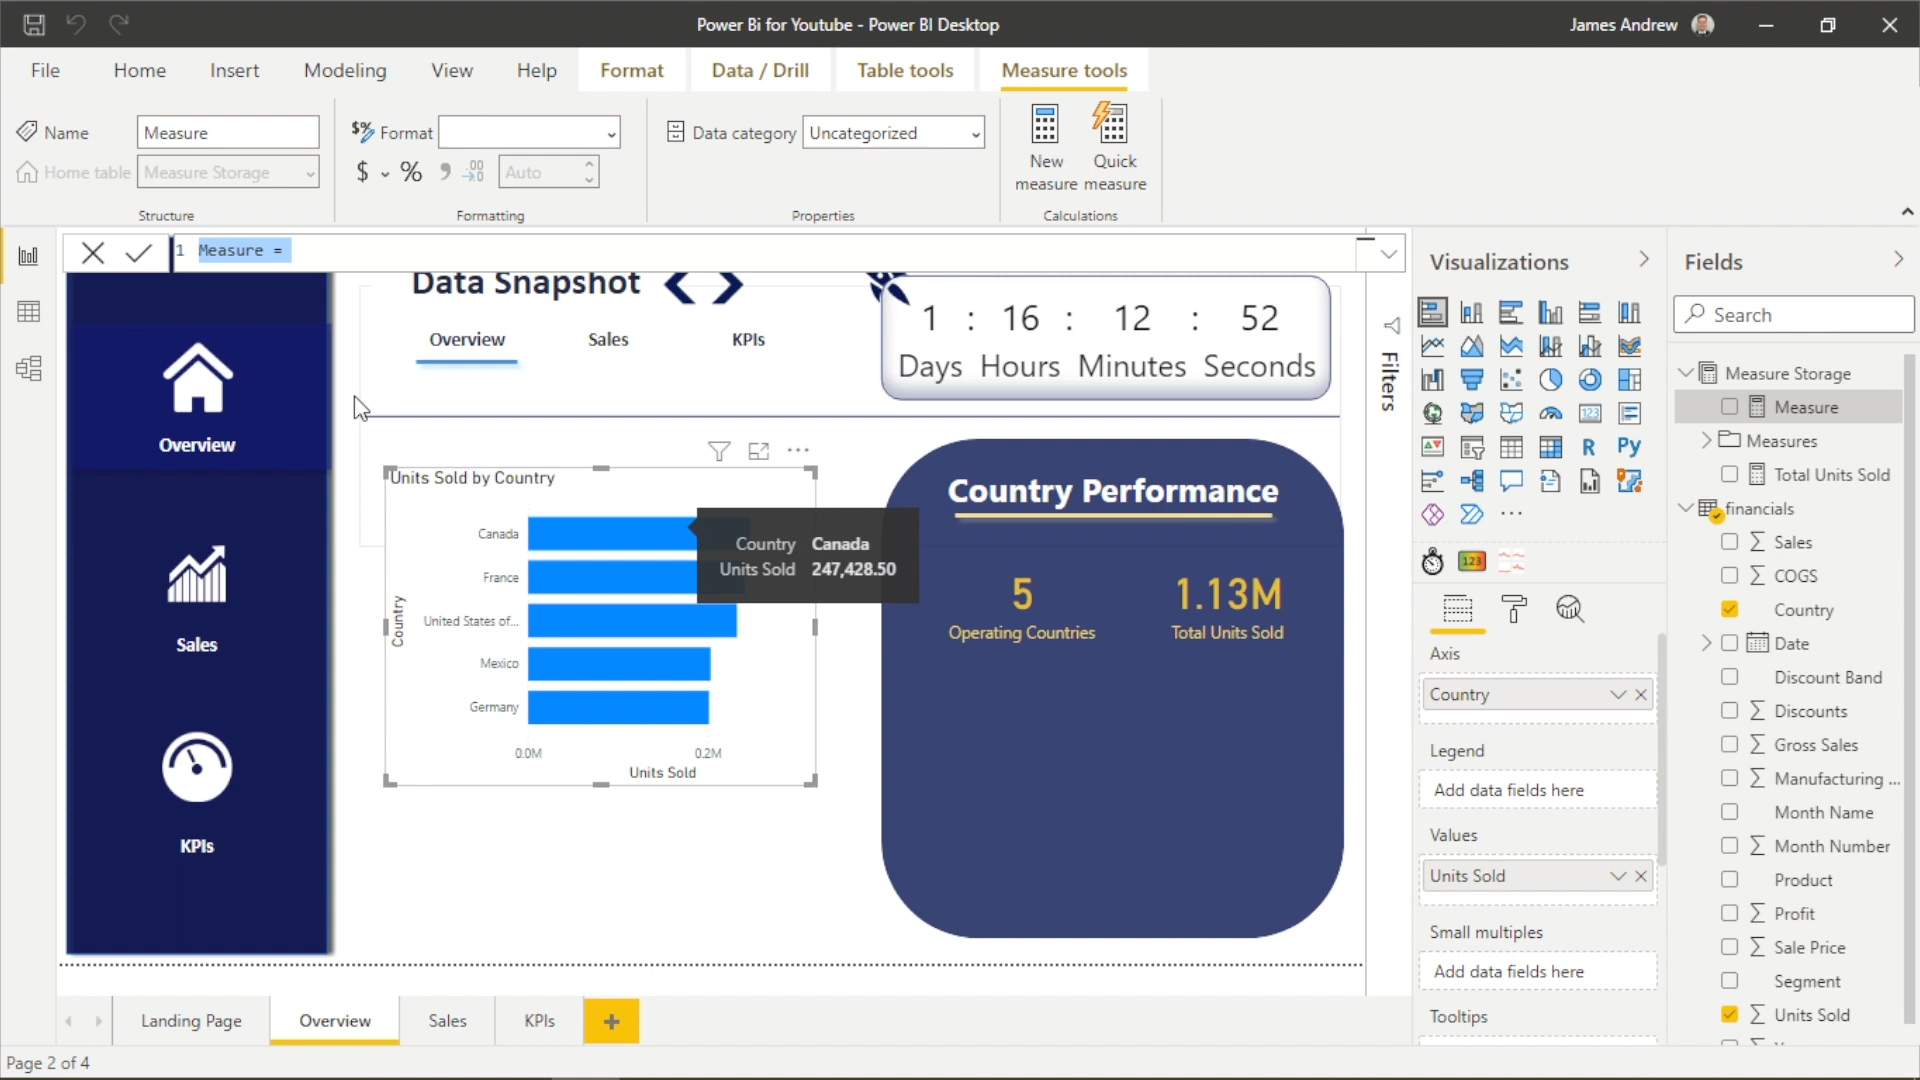 Power Bi for Youtube - Power BI Desktop
James Andrew
File
Home
Insert
Modeling
View
Help
Format
Data / Drill
Table tools
Measure tools
Name
Measure
Home table
Measure Storage
Structure
$%
Format
$
%
Auto
Formatting
Data category
Uncategorized
Properties
New measure
Quick measure
Calculations
1 Measure =
Data Snapshot
Overview
Sales
KPIs
1 : 16 : 12 : 52
Days Hours Minutes Seconds
Overview
Sales
KPIs
Units Sold by Country
Canada
France
United States of...
Mexico
Germany
Country
0.0M
0.2M
Units Sold
Country Canada
Units Sold 247,428.50
Country Performance
5
Operating Countries
1.13M
Total Units Sold
Filters
Visualizations
123
R
Py
123
Axis
Country
Legend
Add data fields here
Values
Units Sold
Small multiples
Add data fields here
Tooltips
Fields
Search
Measure Storage
Measure
Measures
Total Units Sold
financials
Sales
COGS
Country
Date
Discount Band
Discounts
Gross Sales
Manufacturing ...
Month Name
Month Number
Product
Profit
Sale Price
Segment
Units Sold
Landing Page
Overview
Sales
KPIs
Page 2 of 4